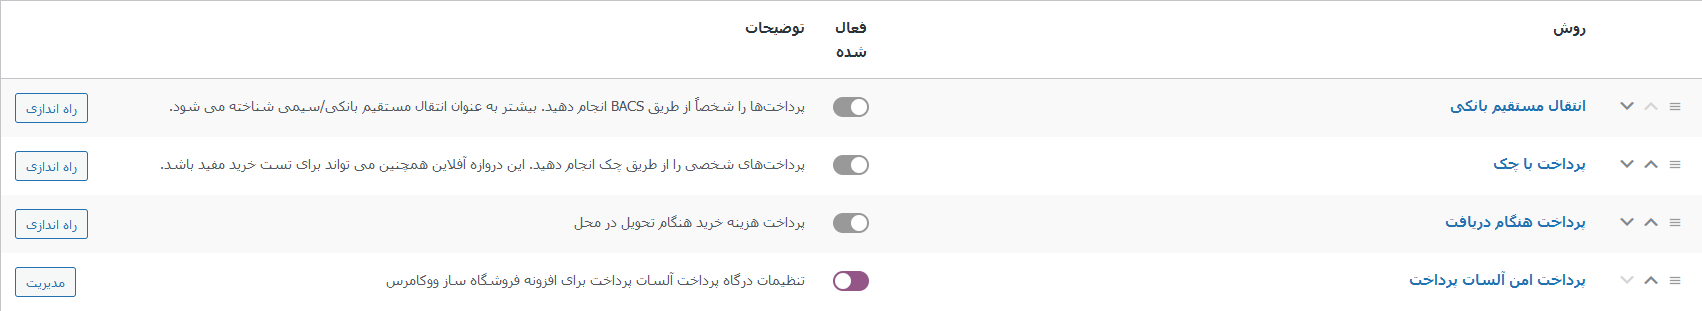 روش
فعال شده
توضیحات
انتقال مستقیم بانکی
پرداخت‌ها را شخصاً از طریق BACS انجام دهید. بیشتر به عنوان انتقال مستقیم بانکی/سیمی شناخته می شود.
راه اندازی
پرداخت با چک
پرداخت‌های شخصی را از طریق چک انجام دهید. این دروازه آفلاین همچنین می تواند برای تست خرید مفید باشد.
راه اندازی
پرداخت هنگام دریافت
پرداخت هزینه خرید هنگام تحویل در محل
راه اندازی
پرداخت امن آلسات پرداخت
تنظیمات درگاه پرداخت آلسات پرداخت برای افزونه فروشگاه ساز ووکامرس
مدیریت